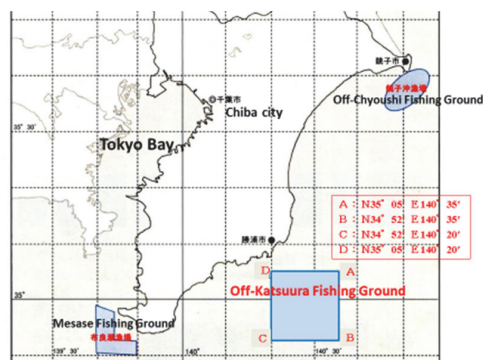 銚子市
銚子沖漁場
Off-Chyoushi Fishing Ground
千葉市
Chiba city
35° 30'
Tokyo Bay
A : N35° 05' E140° 35'
B : N34° 52' E140° 35'
C : N34° 52' E140° 20'
D : N35° 05' E140° 20'
勝浦市
D
A
Off-Katsuura Fishing Ground
35°
Mesase Fishing Ground
布良瀬漁場
C
B
139° 30'
140°
140° 30'